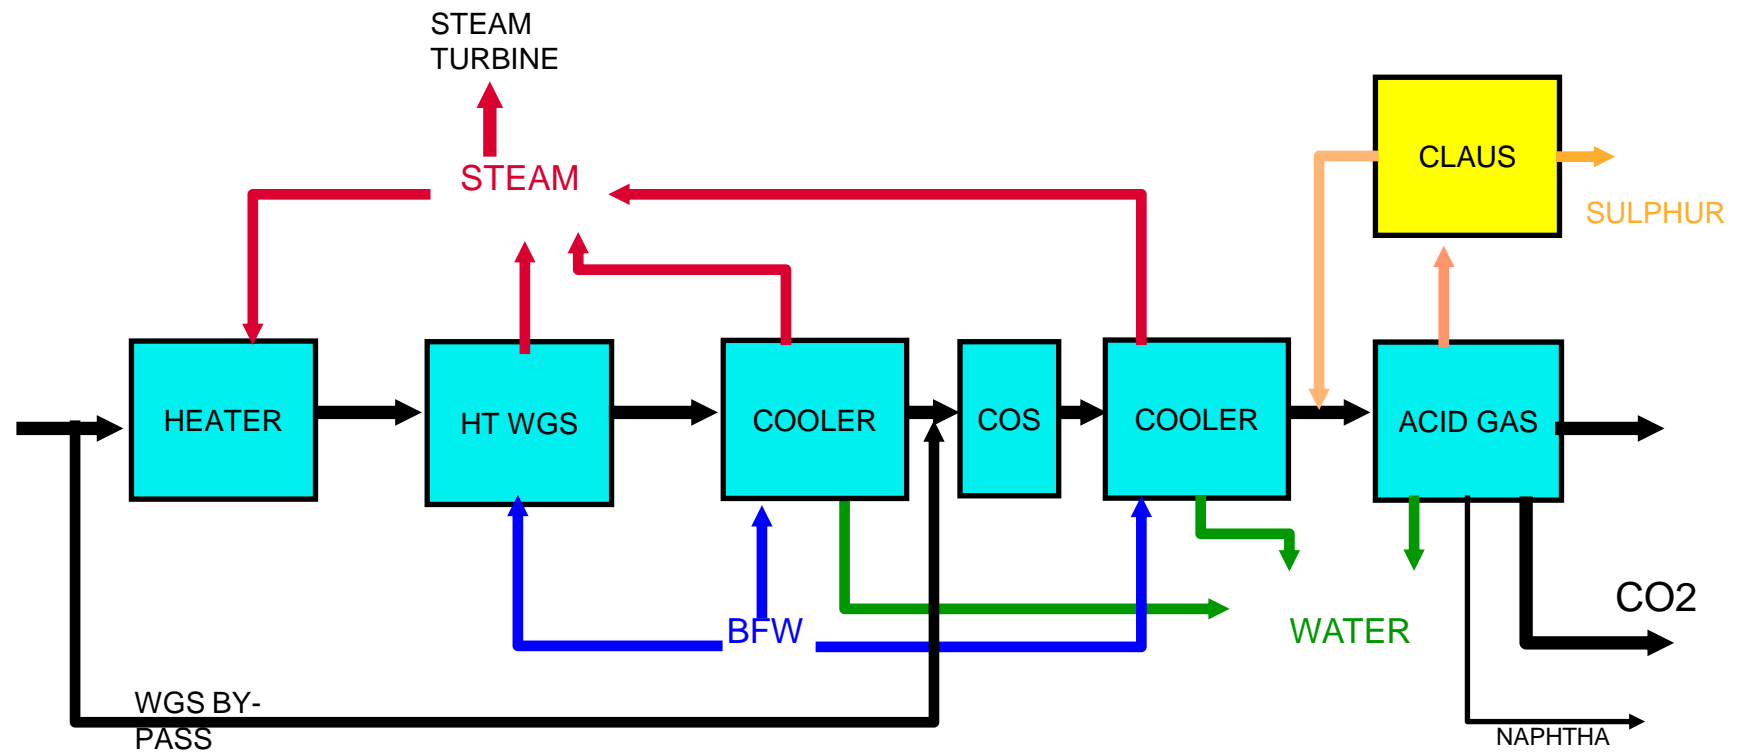 STEAM
TURBINE
STEAM
CLAUS
SULPHUR
HEATER
HT WGS
COOLER
COS
COOLER
ACID GAS
BFW
WATER
CO2
WGS BY-
PASS
NAPHTHA